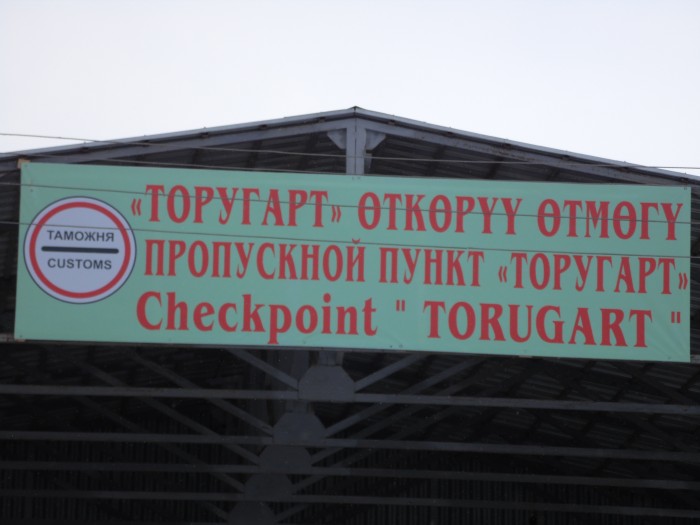 ТАМОЖНЯ
CUSTOMS
«ТОРУГАРТ» ӨТКӨРҮҮ ӨТМӨГҮ
ПРОПУСКНОЙ ПУНКТ «ТОРУГАРТ»
Checkpoint " TORUGART "